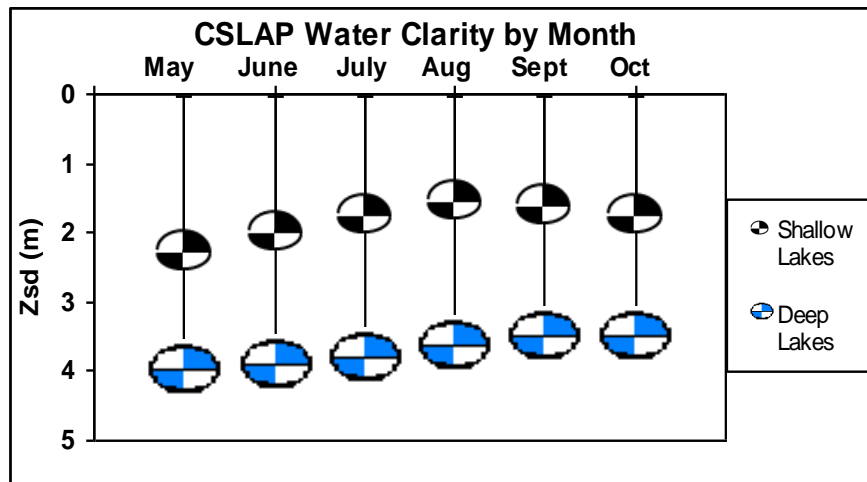 CSLAP Water Clarity by Month
May June July Aug Sept Oct
0
1
2
3
4
5
Zsd (m)
Shallow
Lakes
Deep
Lakes